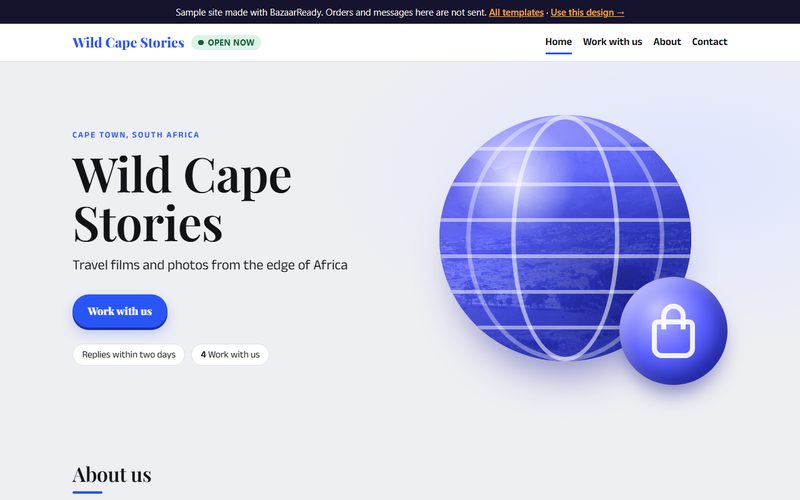 Sample site made with BazaarReady. Orders and messages here are not sent. All templates · Use this design →
Wild Cape Stories
OPEN NOW
Home
Work with us
About
Contact
CAPE TOWN, SOUTH AFRICA
Wild Cape
Stories
Travel films and photos from the edge of Africa
Work with us
Replies within two days
4 Work with us
About us